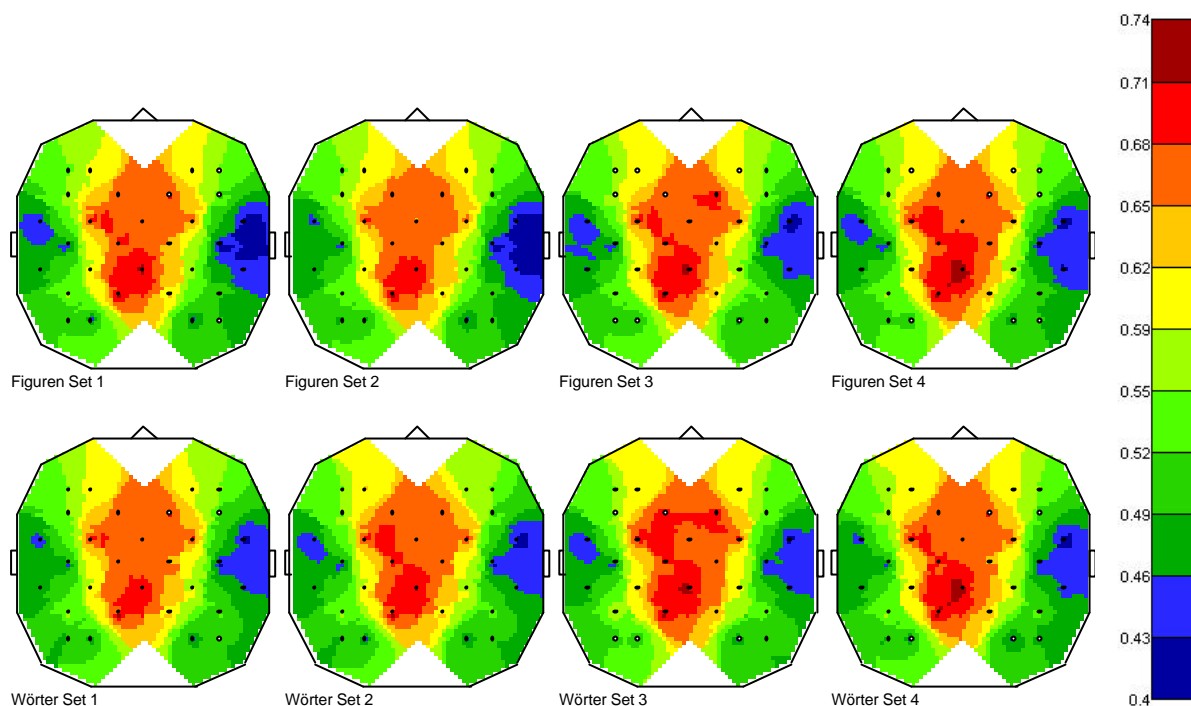 0.74
0.71
0.68
0.65
0.62
0.59
0.55
0.52
0.49
0.46
0.43
0.4
Figuren Set 1
Figuren Set 2
Figuren Set 3
Figuren Set 4
Wörter Set 1
Wörter Set 2
Wörter Set 3
Wörter Set 4